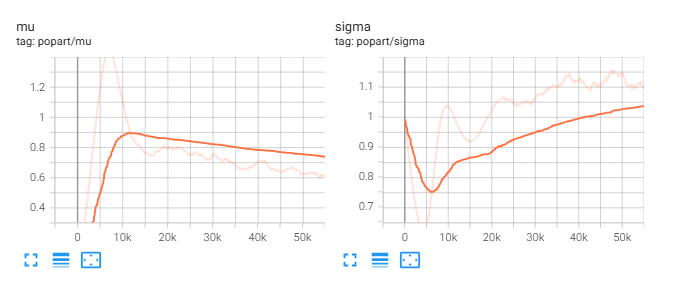 mu
tag: popart/mu
1.2
1
0.8
0.6
0.4
0
10k
20k
30k
40k
50k
sigma
tag: popart/sigma
1.1
1
0.9
0.8
0.7
0
10k
20k
30k
40k
50k